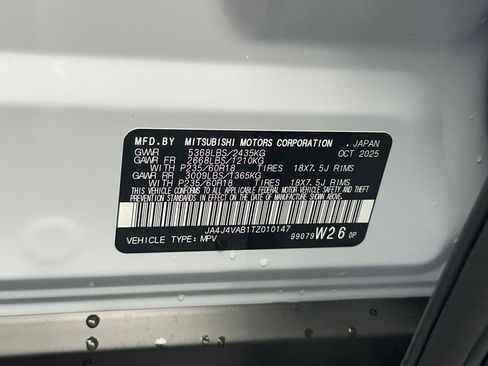 MFD.BY MITSUBISHI MOTORS CORPORATION , JAPAN
GVWR 5368LBS/2435KG OCT 2025
GAWR FR 2668LBS/1210KG
WITH P235/60R18 TIRES 18X7.5J RIMS
GAWR RR 3009LBS/1365KG
WITH P235/60R18 TIRES 18X7.5J RIMS
THIS VEHICLE CONFORMS TO ALL APPLICABLE FEDERAL MOTOR VEHICLE SAFETY AND THEFT
PREVENTION STANDARDS IN EFFECT ON THE DATE OF MANUFACTURE SHOWN ABOVE.
JA4J4VAB1TZ010147
VEHICLE TYPE: MPV 99079 W26 0P